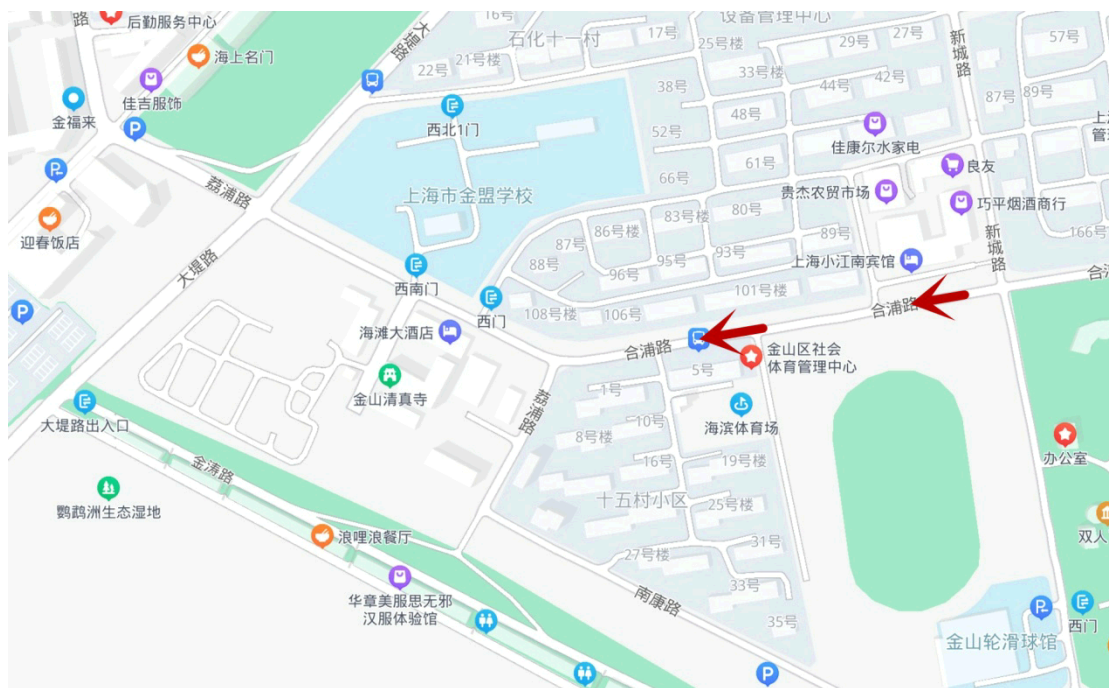 路
后勤服务中心
海上名门
佳吉服饰
金福来
P
P
荔浦路
迎春饭店
大堤路
P
大堤路
16号
石化十一村
17号
22号
21号楼
西北1门
上海市金盟学校
西南门
西门
设备管理中心
25号楼
29号
27号
新城路
57号
38号
33号楼
44号
42号
87号
89号
48号
52号
佳康尔水家电
61号
66号
良友
贵杰农贸市场
巧平烟酒商行
80号
83号楼
86号楼
87号
88号
89号
93号
95号
96号
新城路
166号
上海小江南宾馆
101号楼
108号楼
106号
合浦路
合浦路
海滩大酒店
金山清真寺
荔浦路
金山区社会
体育管理中心
5号
1号
10号
8号楼
海滨体育场
16号
19号楼
十五村小区
25号楼
31号
27号楼
33号
35号
南康路
P
大堤路出入口
金涛路
鹦鹉洲生态湿地
浪哩浪餐厅
华章美服思无邪
汉服体验馆
办公室
双人
西门
P
金山轮滑球馆